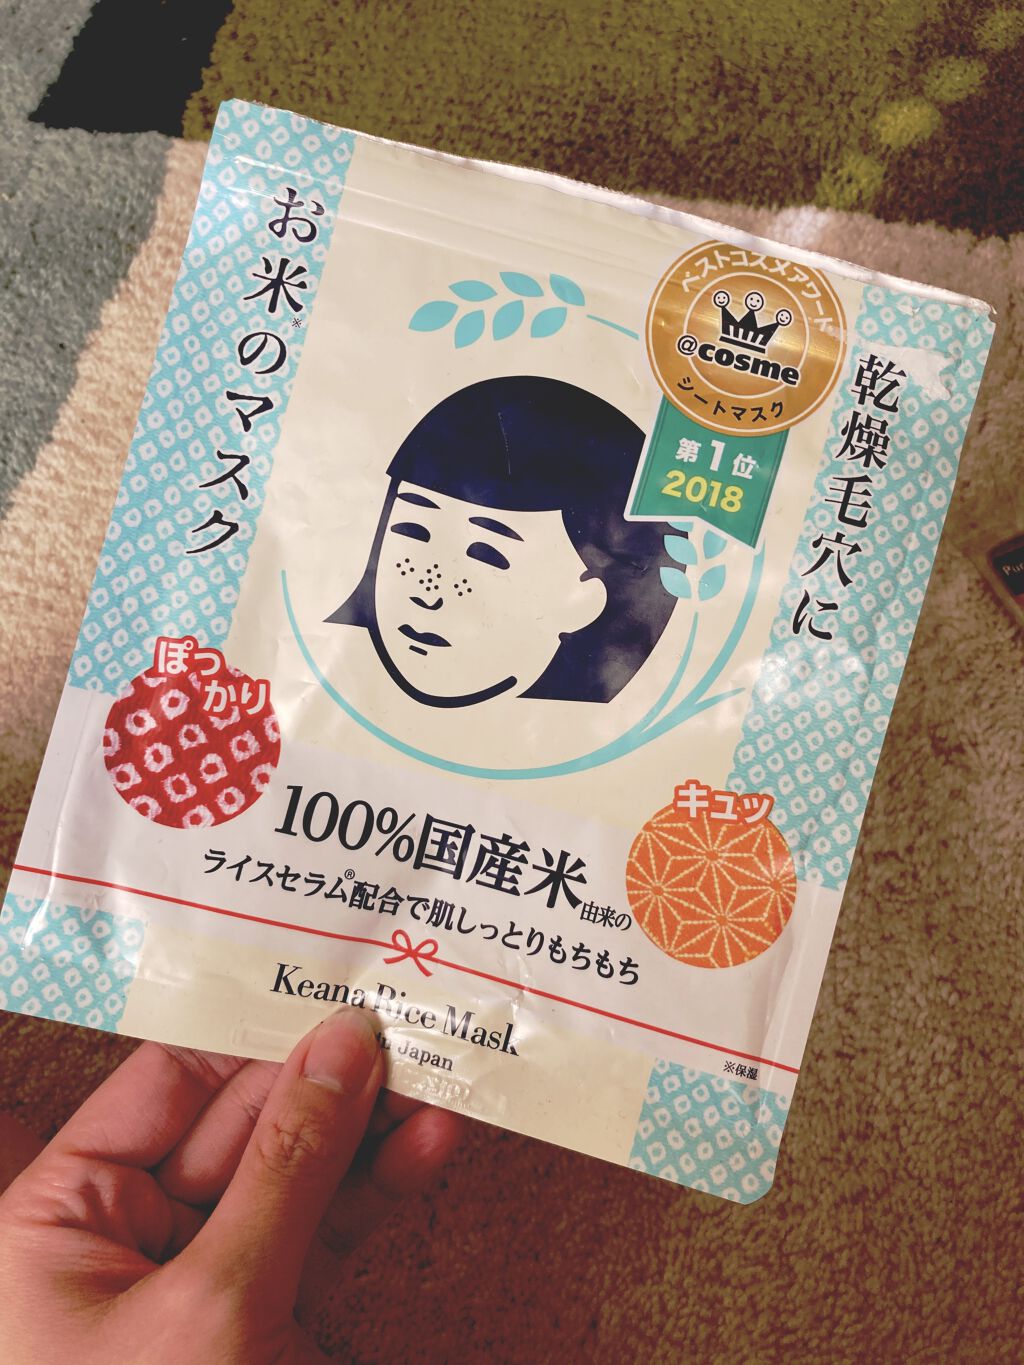 乾燥毛穴に
お米※のマスク
ベストコスメアワード
@cosme
シートマスク
第1位
2018
ぽっかり
キュッ
100%国産米由来の
ライスセラム®配合で肌しっとりもちもち
Keana Rice Mask
Japan
※保湿